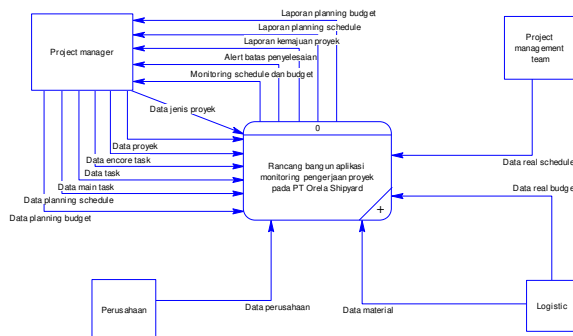 Laporan planning budget
Laporan planning schedule
Laporan kemajuan proyek
Alert batas penyelesaian
Monitoring schedule dan budget
Project manager
Project
management
team
Data jenis proyek
0
Data proyek
Data encore task
Data task
Data main task
Data planning schedule
Data planning budget
Rancang bangun aplikasi
monitoring pengerjaan proyek
pada PT Orela Shipyard
+
Data real schedule
Data real budget
Perusahaan
Data perusahaan
Data material
Logistic